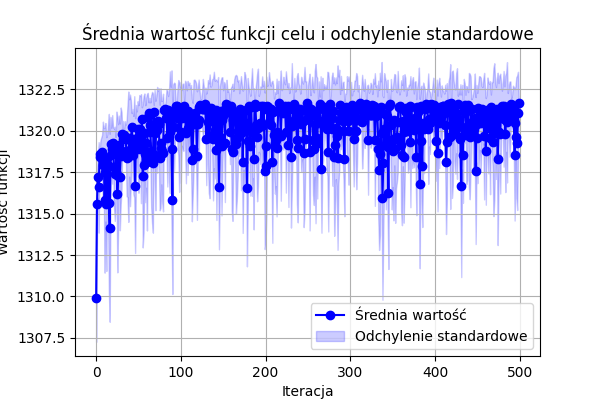 Średnia wartość funkcji celu i odchylenie standardowe
Wartość funkcji
1322.5
1320.0
1317.5
1315.0
1312.5
1310.0
1307.5
Średnia wartość
Odchylenie standardowe
0
100
200
300
400
500
Iteracja